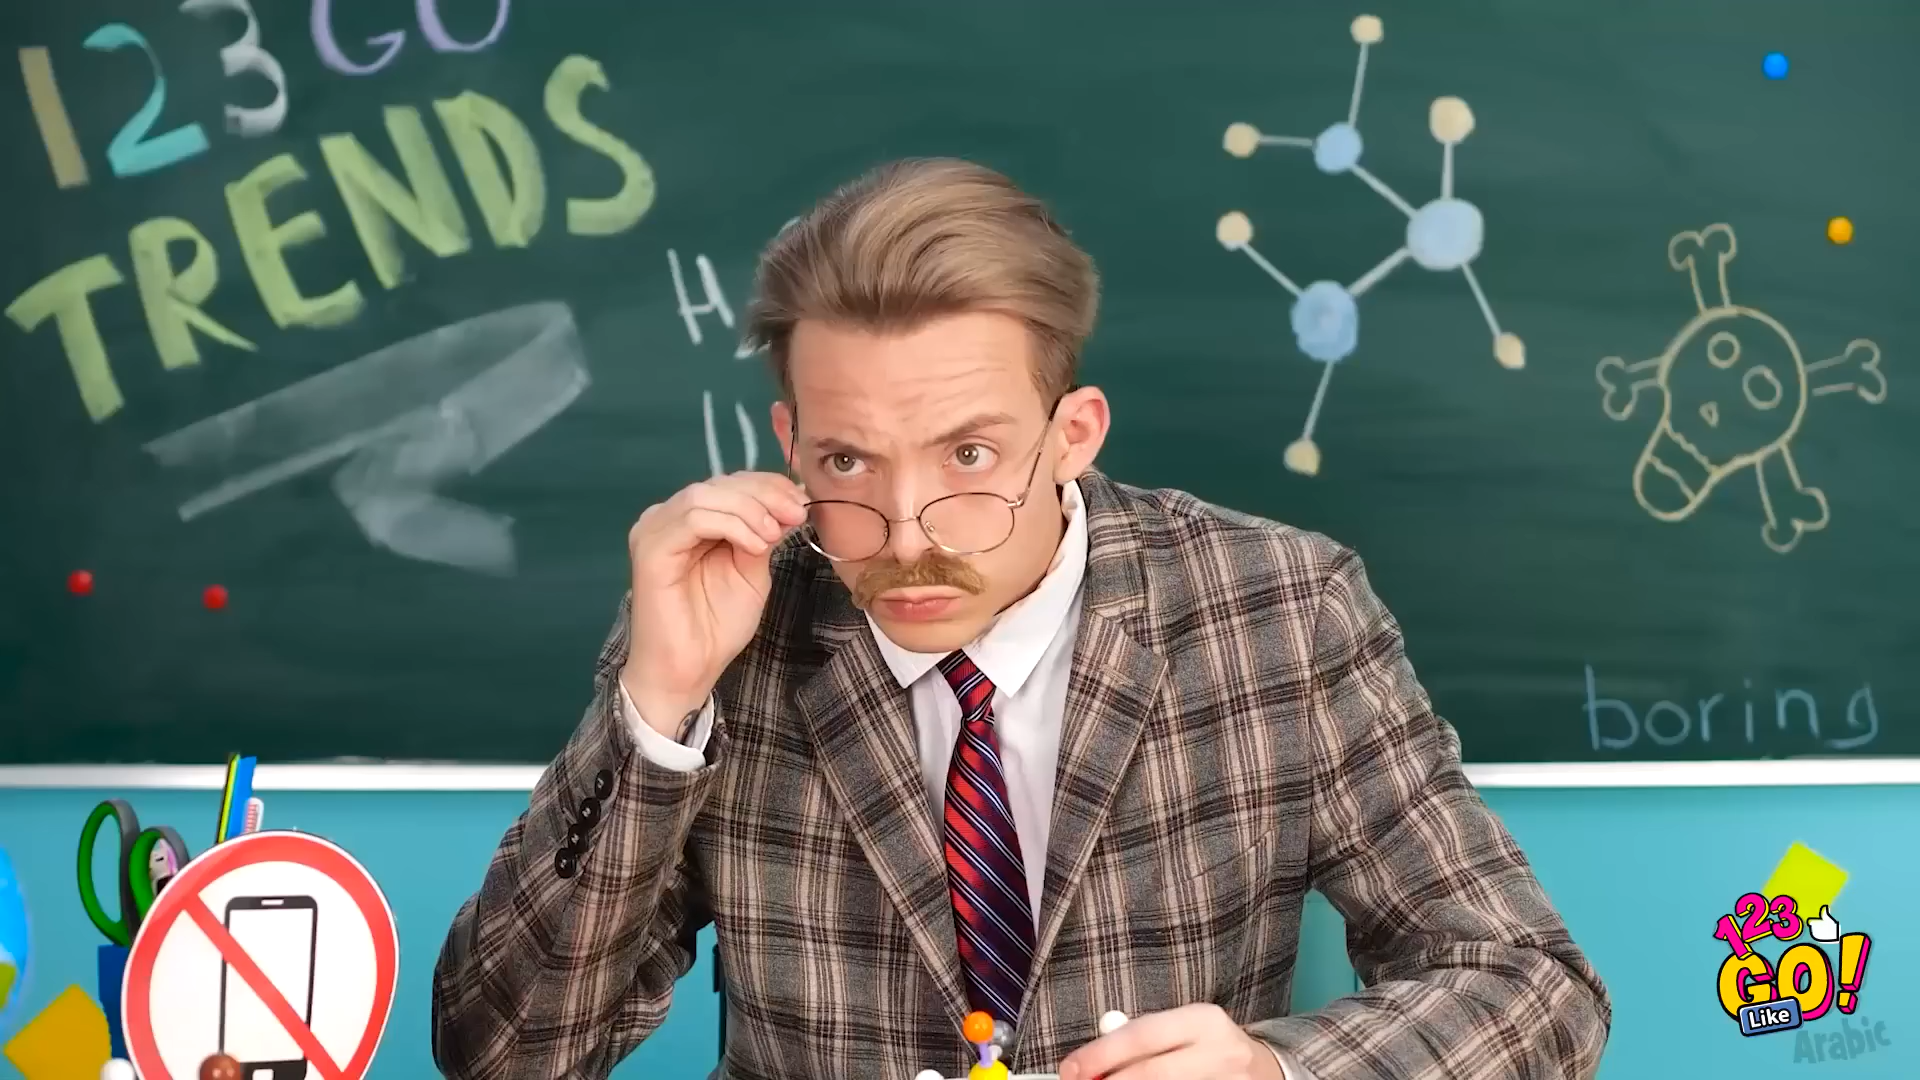 123 GO
TRENDS
H
boring
123
GO!
Like
Arabic